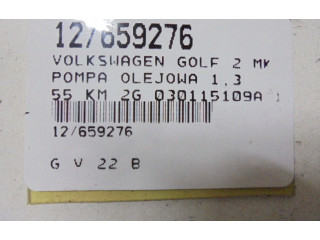 12/659276
VOLKSWAGEN GOLF 2 MK
POMPA OLEJOWA 1,3
55 KM 2G 030115109A
12/659276
G V 22 B